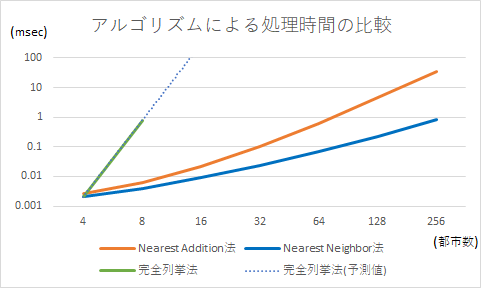 アルゴリズムによる処理時間の比較
(msec)
100
10
1
0.1
0.01
0.001
4 8 16 32 64 128 256
(都市数)
Nearest Addition法 Nearest Neighbor法
完全列挙法 完全列挙法(予測値)